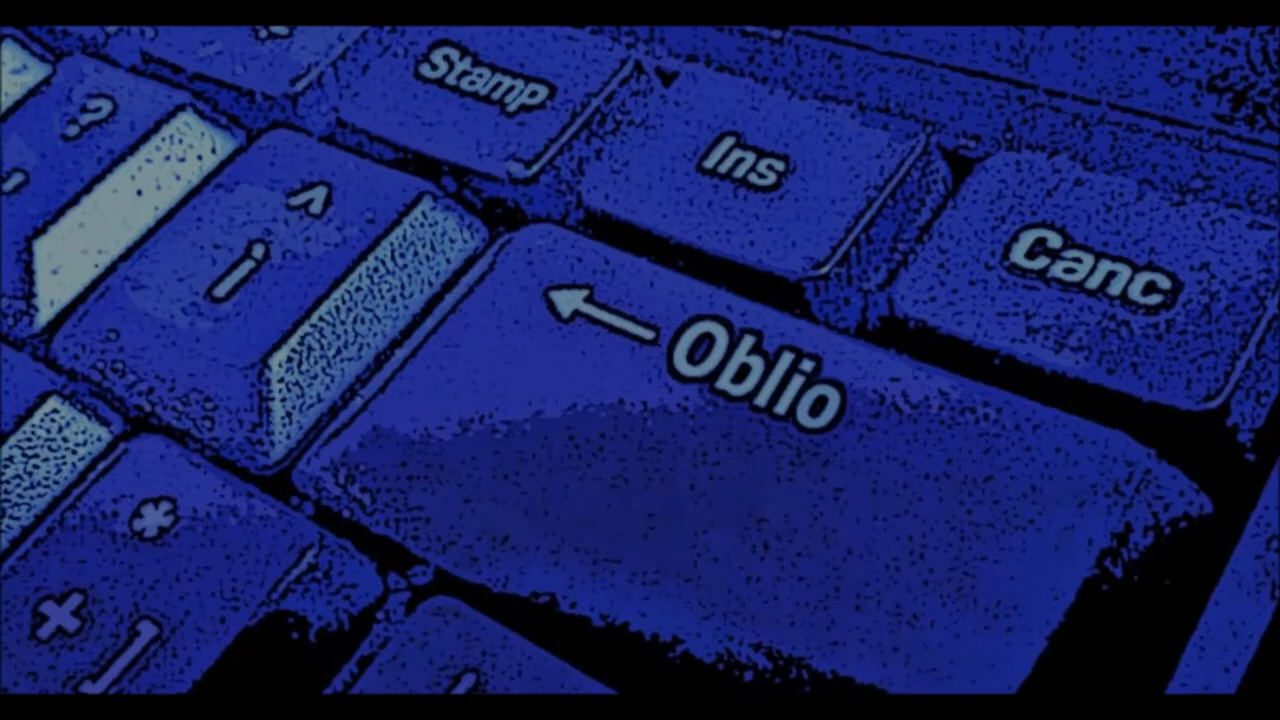 Stamp
Ins
Canc
?
^
ì
← Oblio
*
+ ]